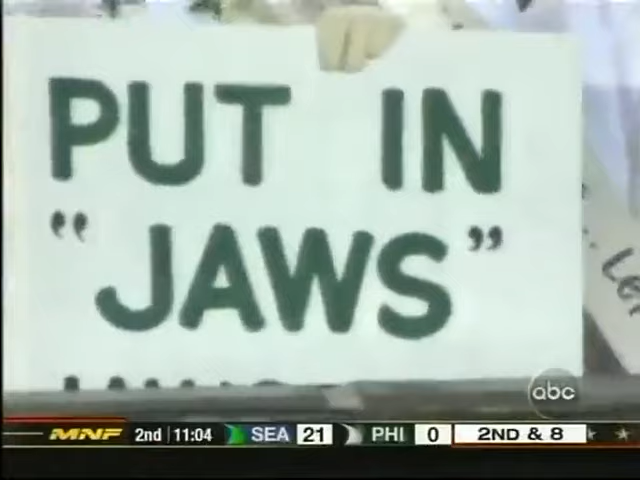 PUT IN
“JAWS”
abc
MNF 2nd 11:04 SEA 21 PHI 0 2ND & 8